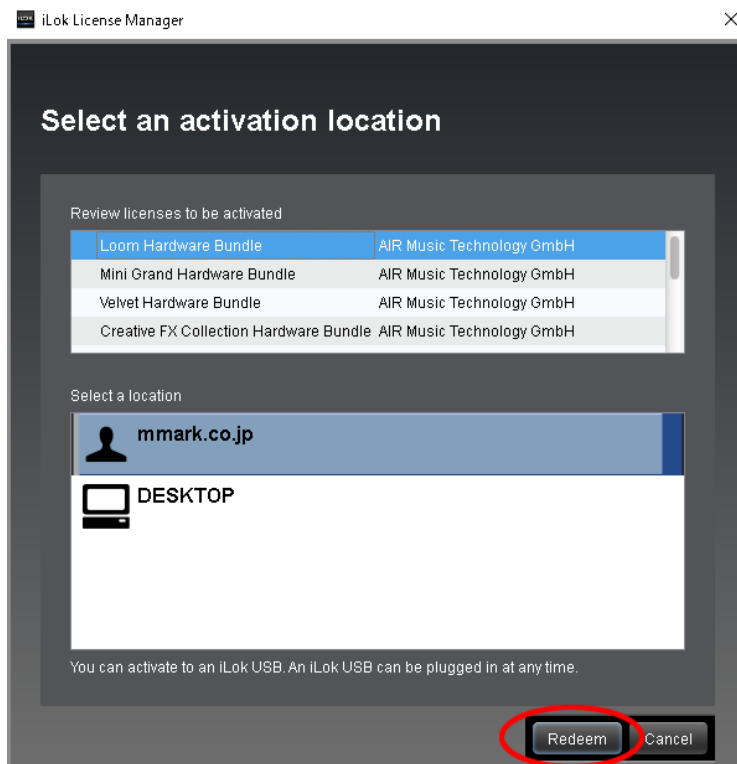 iLok License Manager
Select an activation location
Review licenses to be activated
Loom Hardware Bundle AIR Music Technology GmbH
Mini Grand Hardware Bundle AIR Music Technology GmbH
Velvet Hardware Bundle AIR Music Technology GmbH
Creative FX Collection Hardware Bundle AIR Music Technology GmbH
Select a location
mmark.co.jp
DESKTOP
You can activate to an iLok USB. An iLok USB can be plugged in at any time.
Redeem Cancel